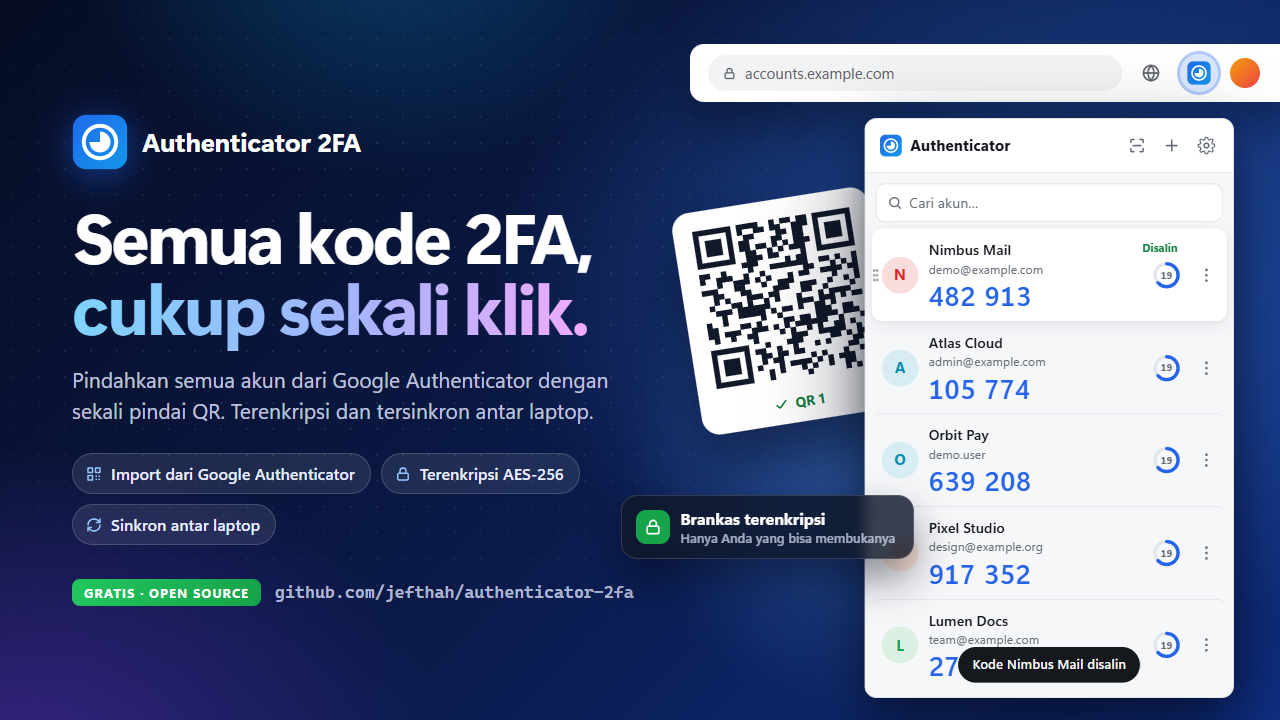 accounts.example.com
Authenticator 2FA
Semua kode 2FA,
cukup sekali klik.
Pindahkan semua akun dari Google Authenticator dengan
sekali pindai QR. Terenkripsi dan tersinkron antar laptop.
Import dari Google Authenticator
Terenkripsi AES-256
Sinkron antar laptop
GRATIS · OPEN SOURCE
github.com/jefthah/authenticator-2fa
QR 1
Brankas terenkripsi
Hanya Anda yang bisa membukanya
Authenticator
Cari akun...
N
Nimbus Mail
demo@example.com
482 913
Disalin
19
A
Atlas Cloud
admin@example.com
105 774
19
O
Orbit Pay
demo.user
639 208
19
Pixel Studio
design@example.org
917 352
19
L
Lumen Docs
team@example.com
27
19
Kode Nimbus Mail disalin